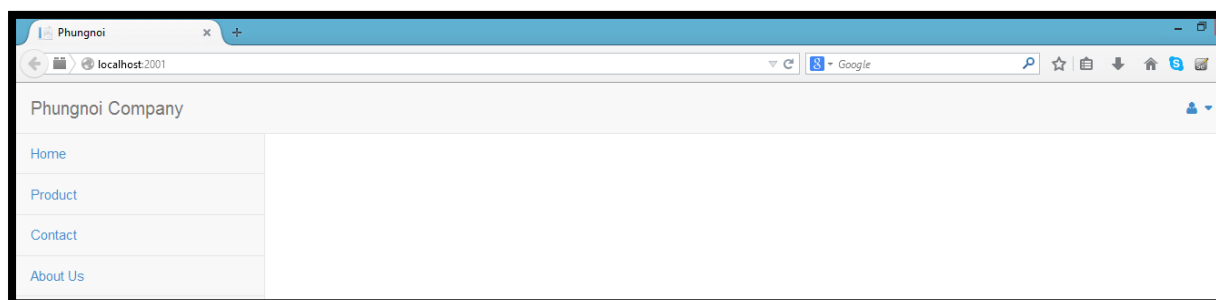 Phungnoi
localhost:2001
Google
Phungnoi Company
Home
Product
Contact
About Us